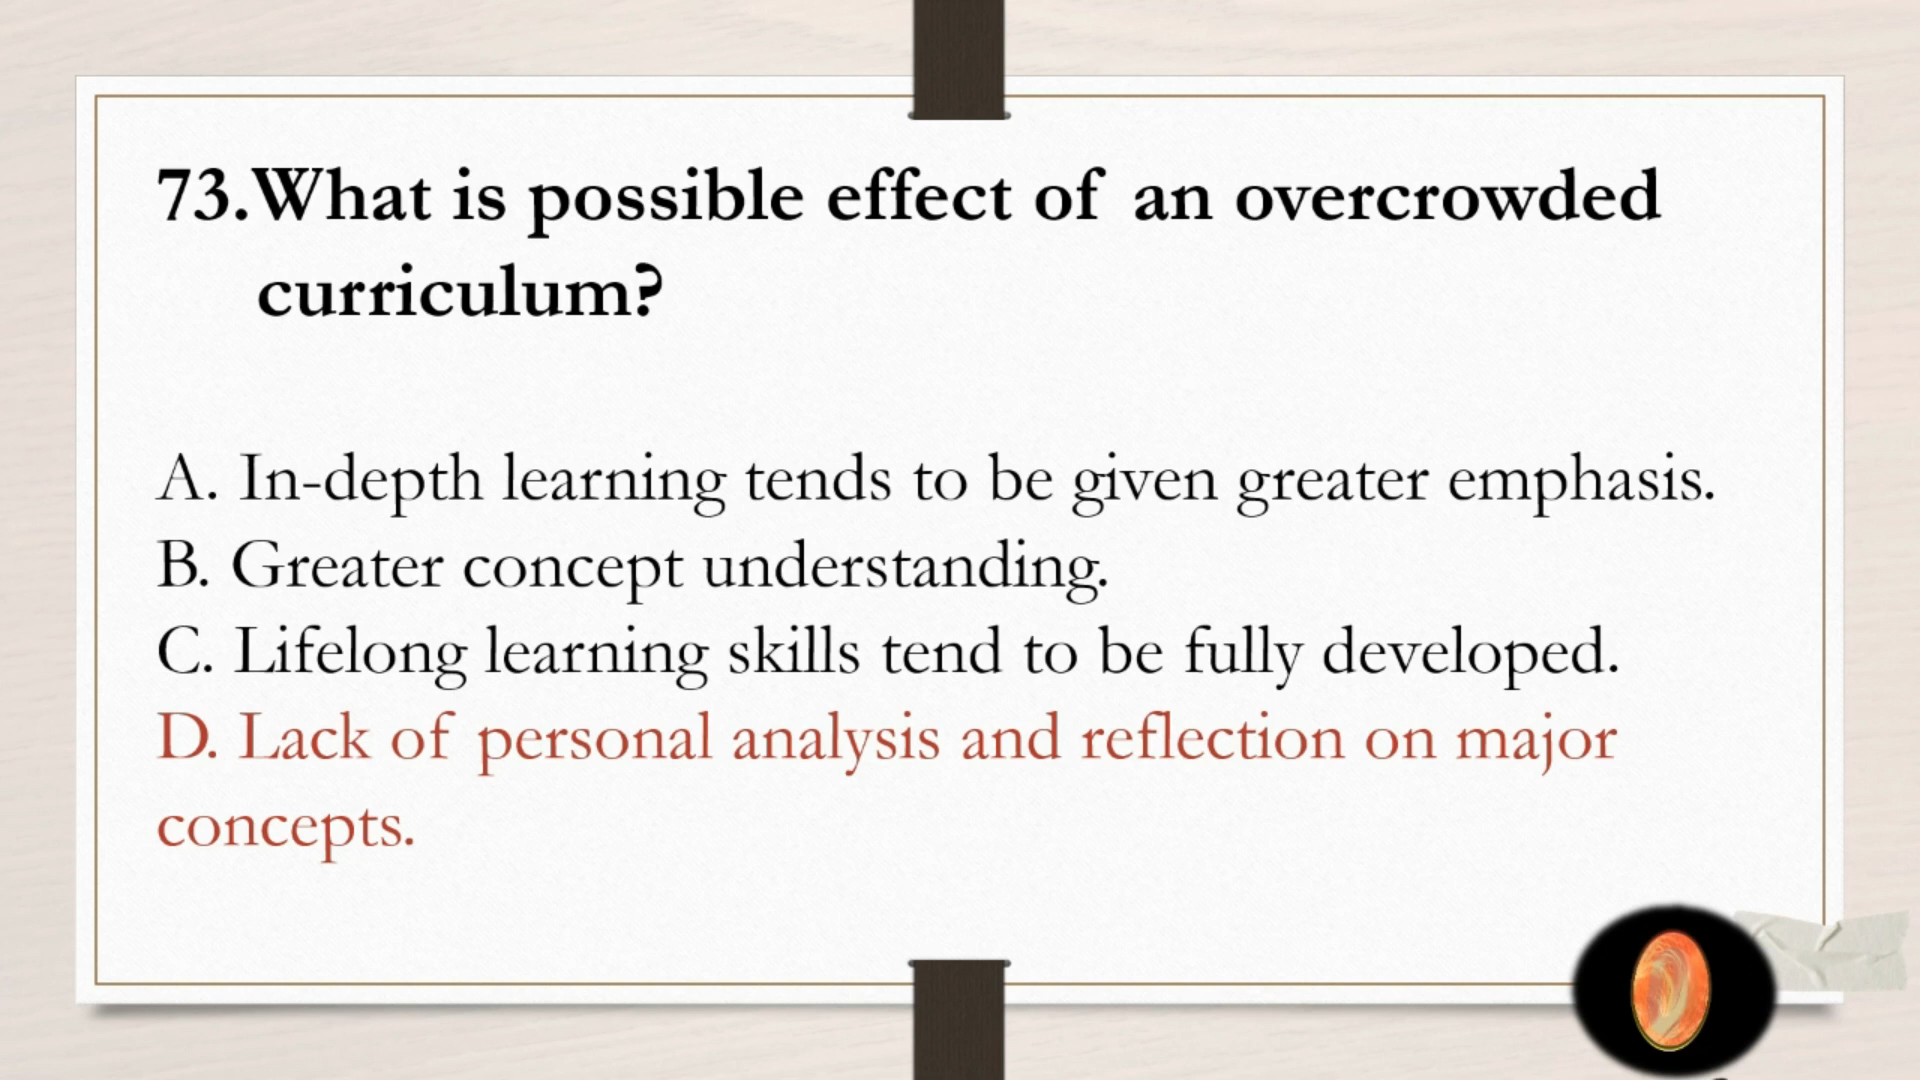 73.What is possible effect of an overcrowded
curriculum?
A. In-depth learning tends to be given greater emphasis.
B. Greater concept understanding.
C. Lifelong learning skills tend to be fully developed.
D. Lack of personal analysis and reflection on major
concepts.